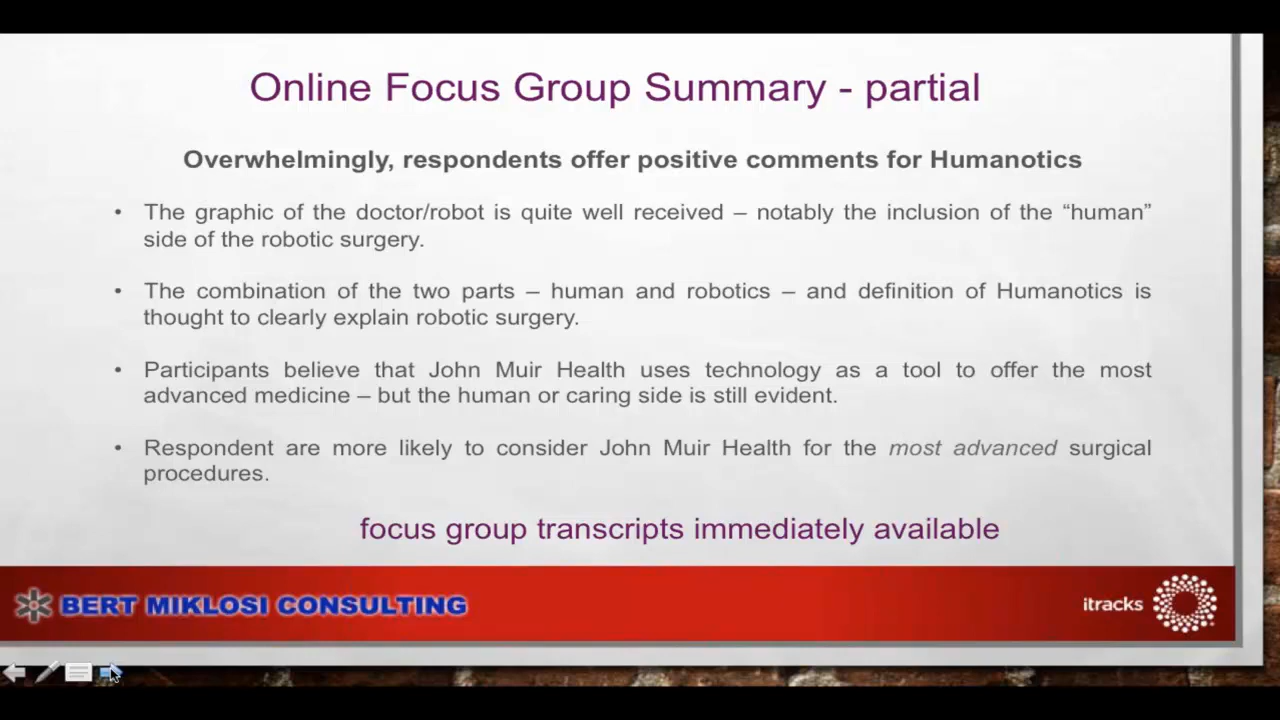 Online Focus Group Summary - partial
Overwhelmingly, respondents offer positive comments for Humanotics
• The graphic of the doctor/robot is quite well received – notably the inclusion of the “human”
side of the robotic surgery.
• The combination of the two parts – human and robotics – and definition of Humanotics is
thought to clearly explain robotic surgery.
• Participants believe that John Muir Health uses technology as a tool to offer the most
advanced medicine – but the human or caring side is still evident.
• Respondent are more likely to consider John Muir Health for the most advanced surgical
procedures.
focus group transcripts immediately available
BERT MIKLOSI CONSULTING
itracks